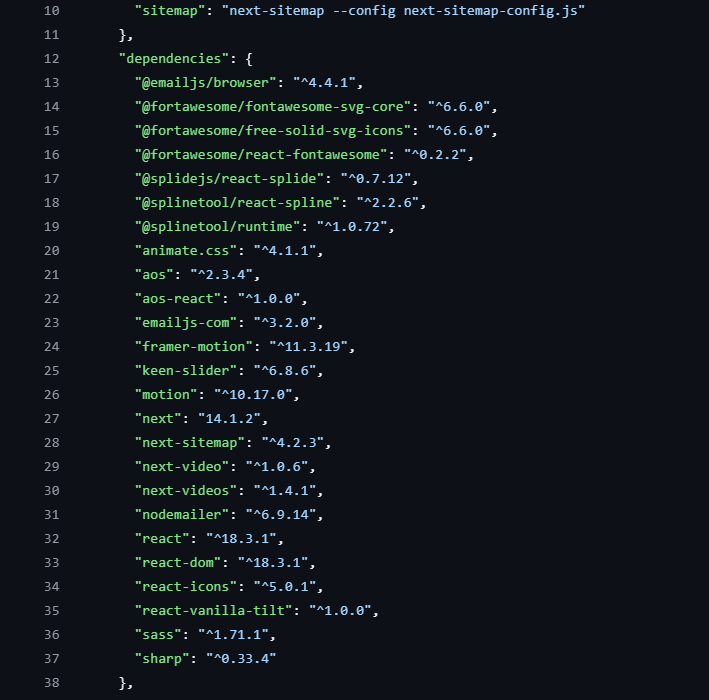 10 "sitemap": "next-sitemap --config next-sitemap-config.js"
11 },
12 "dependencies": {
13 "@emailjs/browser": "^4.4.1",
14 "@fortawesome/fontawesome-svg-core": "^6.6.0",
15 "@fortawesome/free-solid-svg-icons": "^6.6.0",
16 "@fortawesome/react-fontawesome": "^0.2.2",
17 "@splidejs/react-splide": "^0.7.12",
18 "@splinetool/react-spline": "^2.2.6",
19 "@splinetool/runtime": "^1.0.72",
20 "animate.css": "^4.1.1",
21 "aos": "^2.3.4",
22 "aos-react": "^1.0.0",
23 "emailjs-com": "^3.2.0",
24 "framer-motion": "^11.3.19",
25 "keen-slider": "^6.8.6",
26 "motion": "^10.17.0",
27 "next": "14.1.2",
28 "next-sitemap": "^4.2.3",
29 "next-video": "^1.0.6",
30 "next-videos": "^1.4.1",
31 "nodemailer": "^6.9.14",
32 "react": "^18.3.1",
33 "react-dom": "^18.3.1",
34 "react-icons": "^5.0.1",
35 "react-vanilla-tilt": "^1.0.0",
36 "sass": "^1.71.1",
37 "sharp": "^0.33.4"
38 },